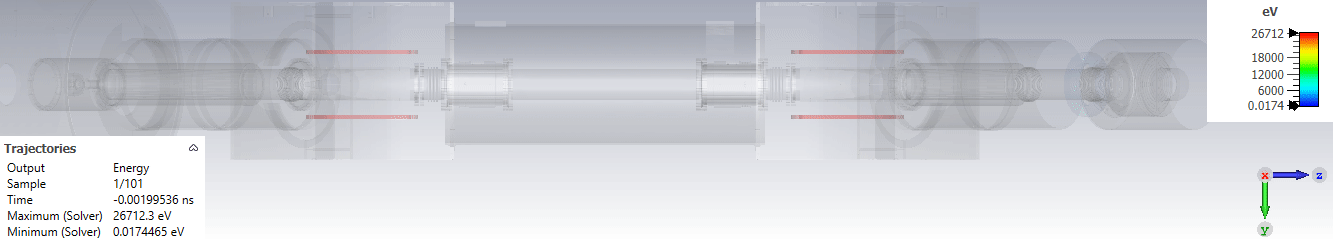 eV
26712
18000
12000
6000
0.0174
Trajectories
Output Energy
Sample 1/101
Time -0.00199536 ns
Maximum (Solver) 26712.3 eV
Minimum (Solver) 0.0174465 eV
x z
y